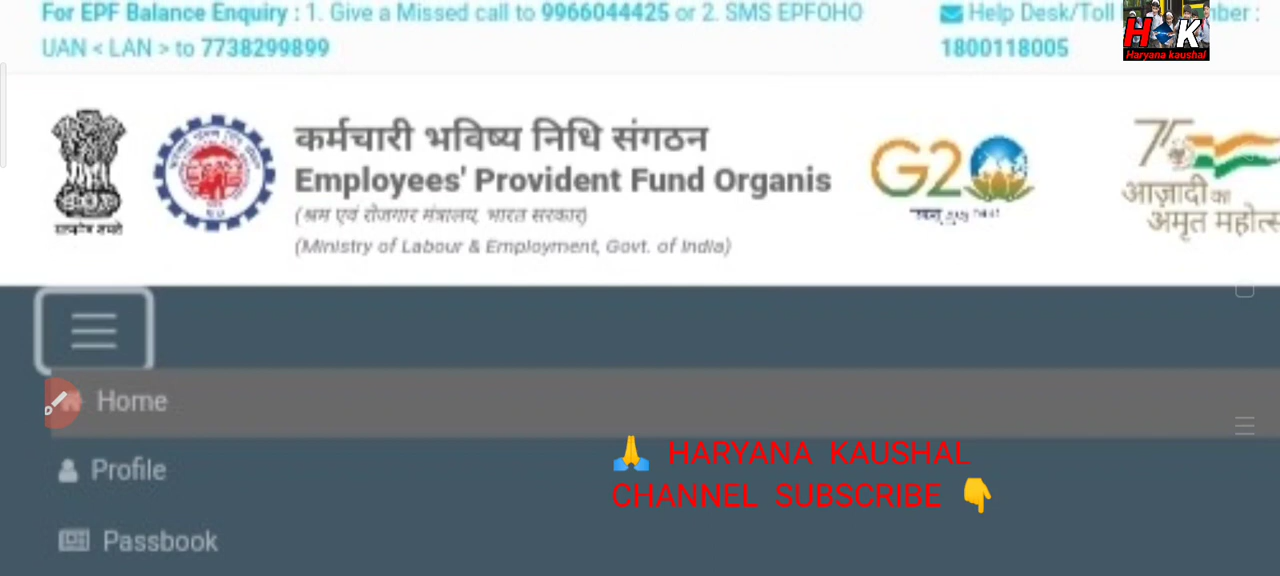 For EPF Balance Enquiry : 1. Give a Missed call to 9966044425 or 2. SMS EPFOHO
UAN < LAN > to 7738299899
Help Desk/Toll ber :
1800118005
H K
Haryana kaushal
कर्मचारी भविष्य निधि संगठन
Employees' Provident Fund Organis
(श्रम एवं रोजगार मंत्रालय, भारत सरकार)
(Ministry of Labour & Employment, Govt. of India)
G20
75
आज़ादी का
अमृत महोत्स
Home
Profile
Passbook
🙏 HARYANA KAUSHAL
CHANNEL SUBSCRIBE 👇